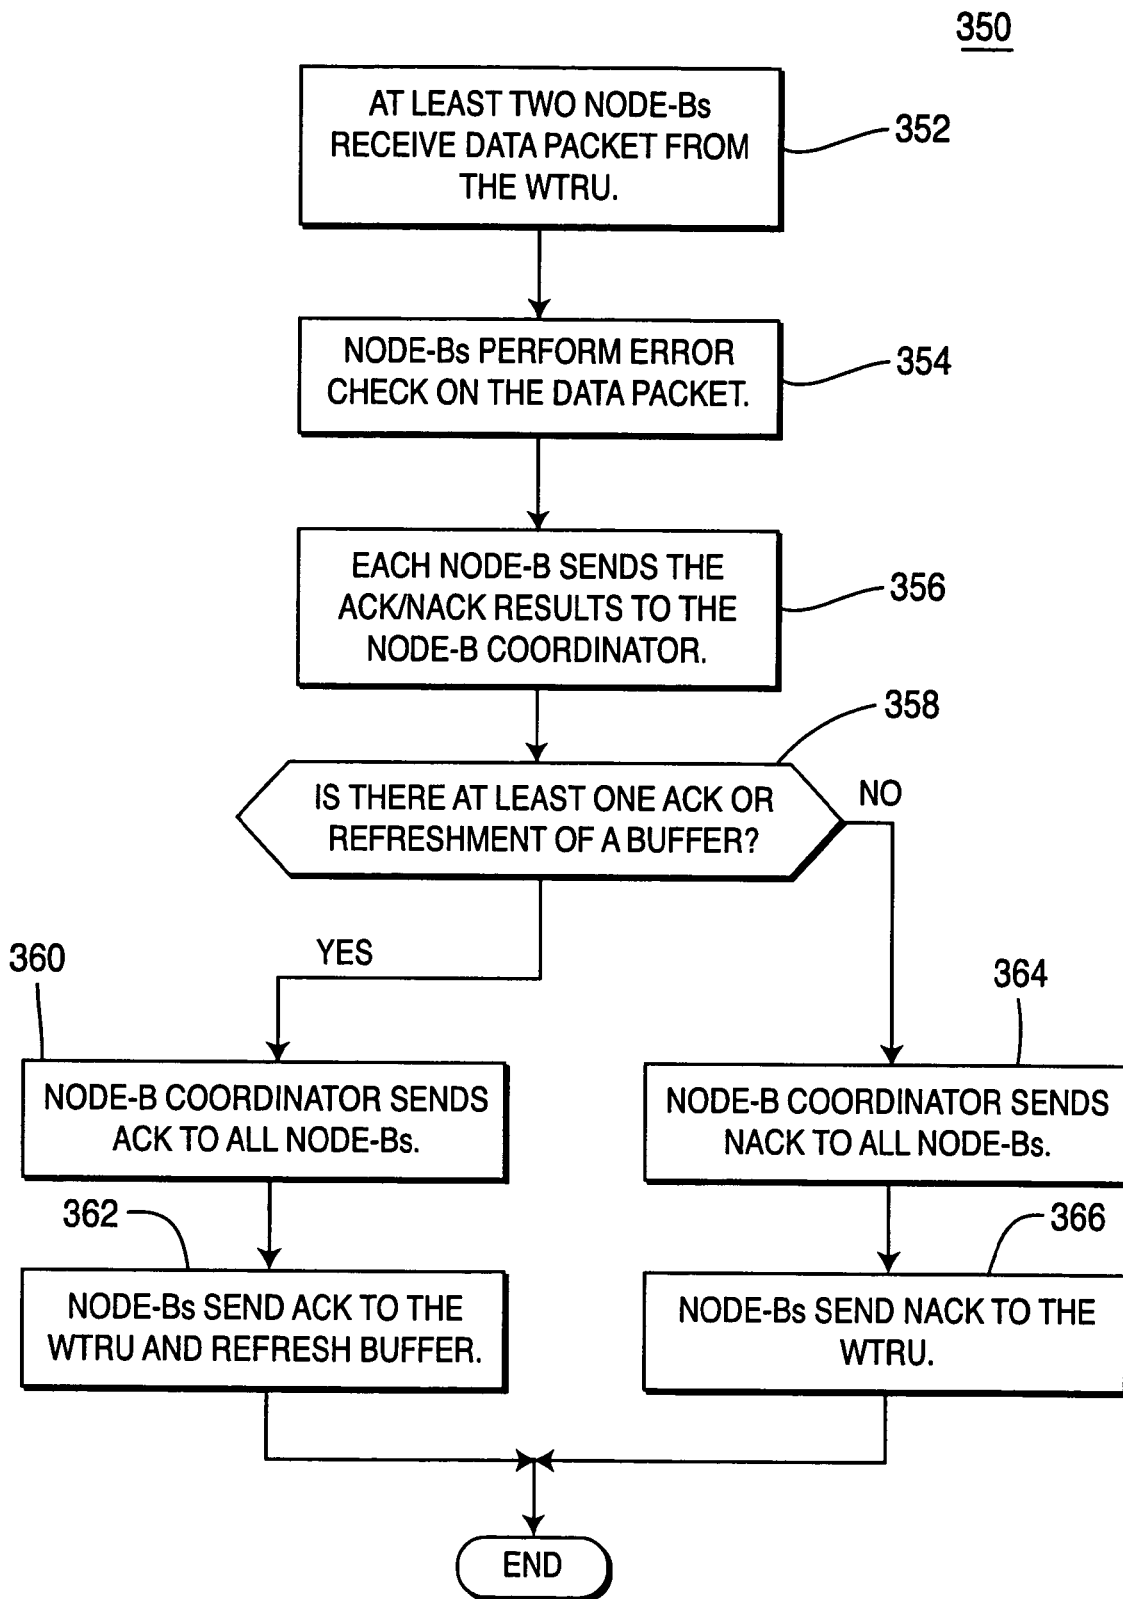 350
AT LEAST TWO NODE-Bs
RECEIVE DATA PACKET FROM
THE WTRU.
352
NODE-Bs PERFORM ERROR
CHECK ON THE DATA PACKET.
354
EACH NODE-B SENDS THE
ACK/NACK RESULTS TO THE
NODE-B COORDINATOR.
356
358
IS THERE AT LEAST ONE ACK OR
REFRESHMENT OF A BUFFER?
NO
YES
360
364
NODE-B COORDINATOR SENDS
ACK TO ALL NODE-Bs.
NODE-B COORDINATOR SENDS
NACK TO ALL NODE-Bs.
362
366
NODE-Bs SEND ACK TO THE
WTRU AND REFRESH BUFFER.
NODE-Bs SEND NACK TO THE
WTRU.
END